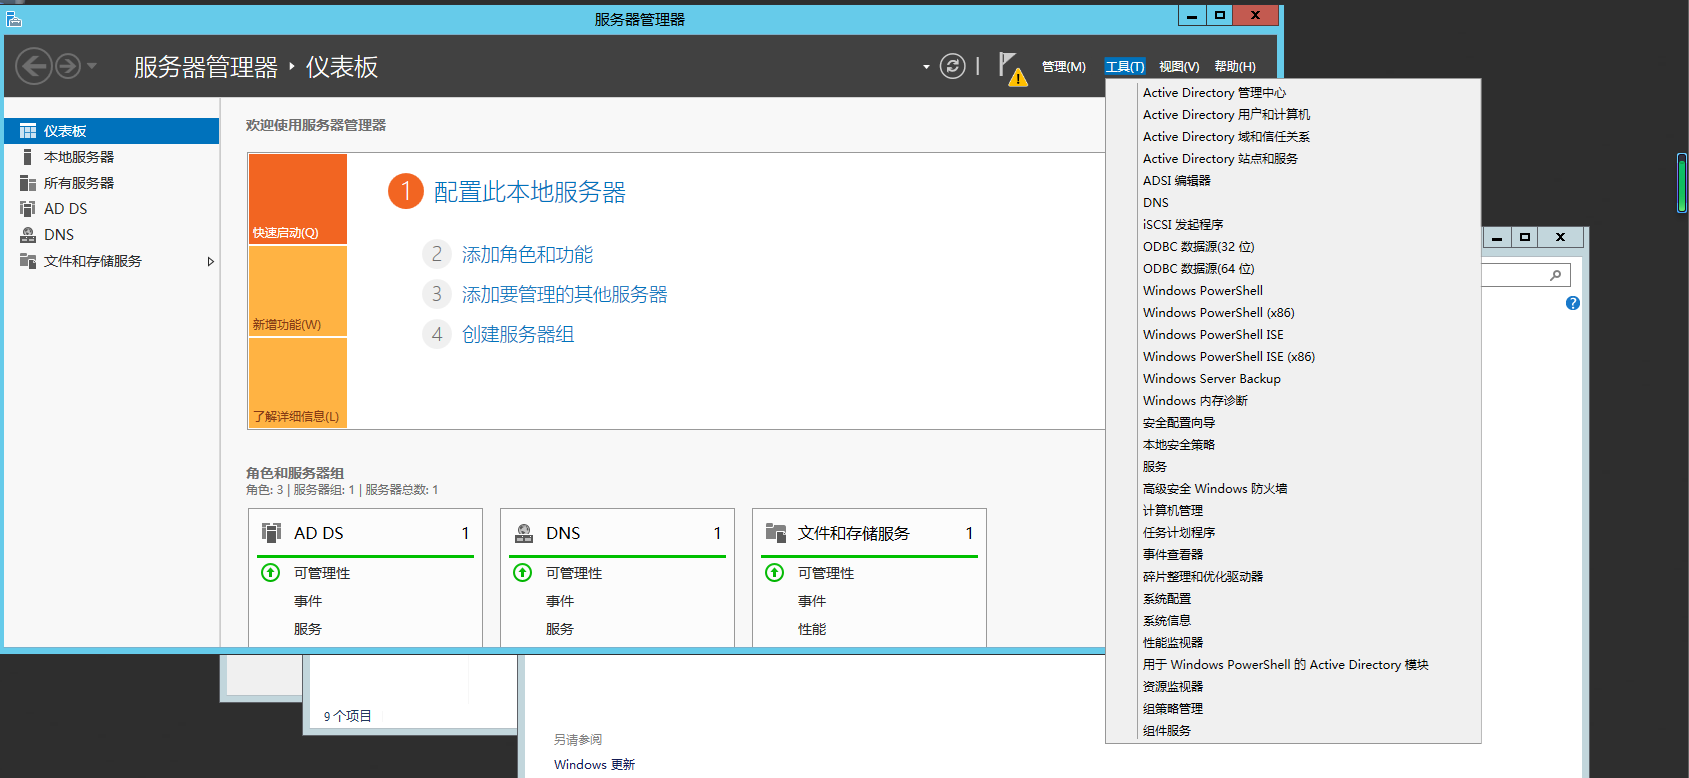 服务器管理器
服务器管理器 ‣ 仪表板
管理(M)
工具(T)
视图(V)
帮助(H)
仪表板
本地服务器
所有服务器
AD DS
DNS
文件和存储服务
欢迎使用服务器管理器
快速启动(Q)
新增功能(W)
了解详细信息(L)
1 配置此本地服务器
2 添加角色和功能
3 添加要管理的其他服务器
4 创建服务器组
角色和服务器组
角色: 3 | 服务器组: 1 | 服务器总数: 1
AD DS 1
可管理性
事件
服务
DNS 1
可管理性
事件
服务
文件和存储服务 1
可管理性
事件
性能
Active Directory 管理中心
Active Directory 用户和计算机
Active Directory 域和信任关系
Active Directory 站点和服务
ADSI 编辑器
DNS
iSCSI 发起程序
ODBC 数据源(32 位)
ODBC 数据源(64 位)
Windows PowerShell
Windows PowerShell (x86)
Windows PowerShell ISE
Windows PowerShell ISE (x86)
Windows Server Backup
Windows 内存诊断
安全配置向导
本地安全策略
服务
高级安全 Windows 防火墙
计算机管理
任务计划程序
事件查看器
碎片整理和优化驱动器
系统配置
系统信息
性能监视器
用于 Windows PowerShell 的 Active Directory 模块
资源监视器
组策略管理
组件服务
9 个项目
另请参阅
Windows 更新